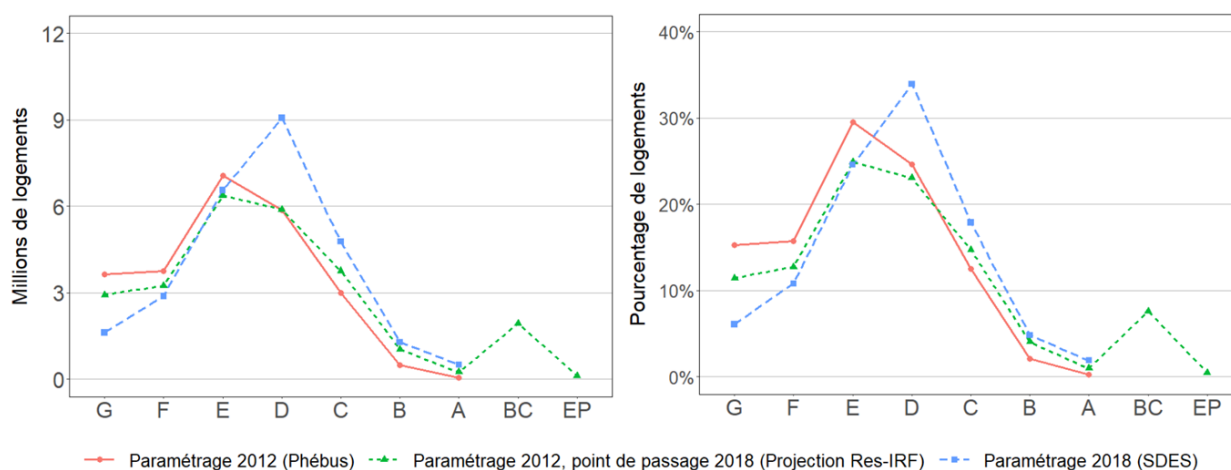 Millions de logements
12
9
6
3
0
G F E D C B A BC EP
Pourcentage de logements
40%
30%
20%
10%
0%
G F E D C B A BC EP
Paramétrage 2012 (Phébus) Paramétrage 2012, point de passage 2018 (Projection Res-IRF) Paramétrage 2018 (SDES)